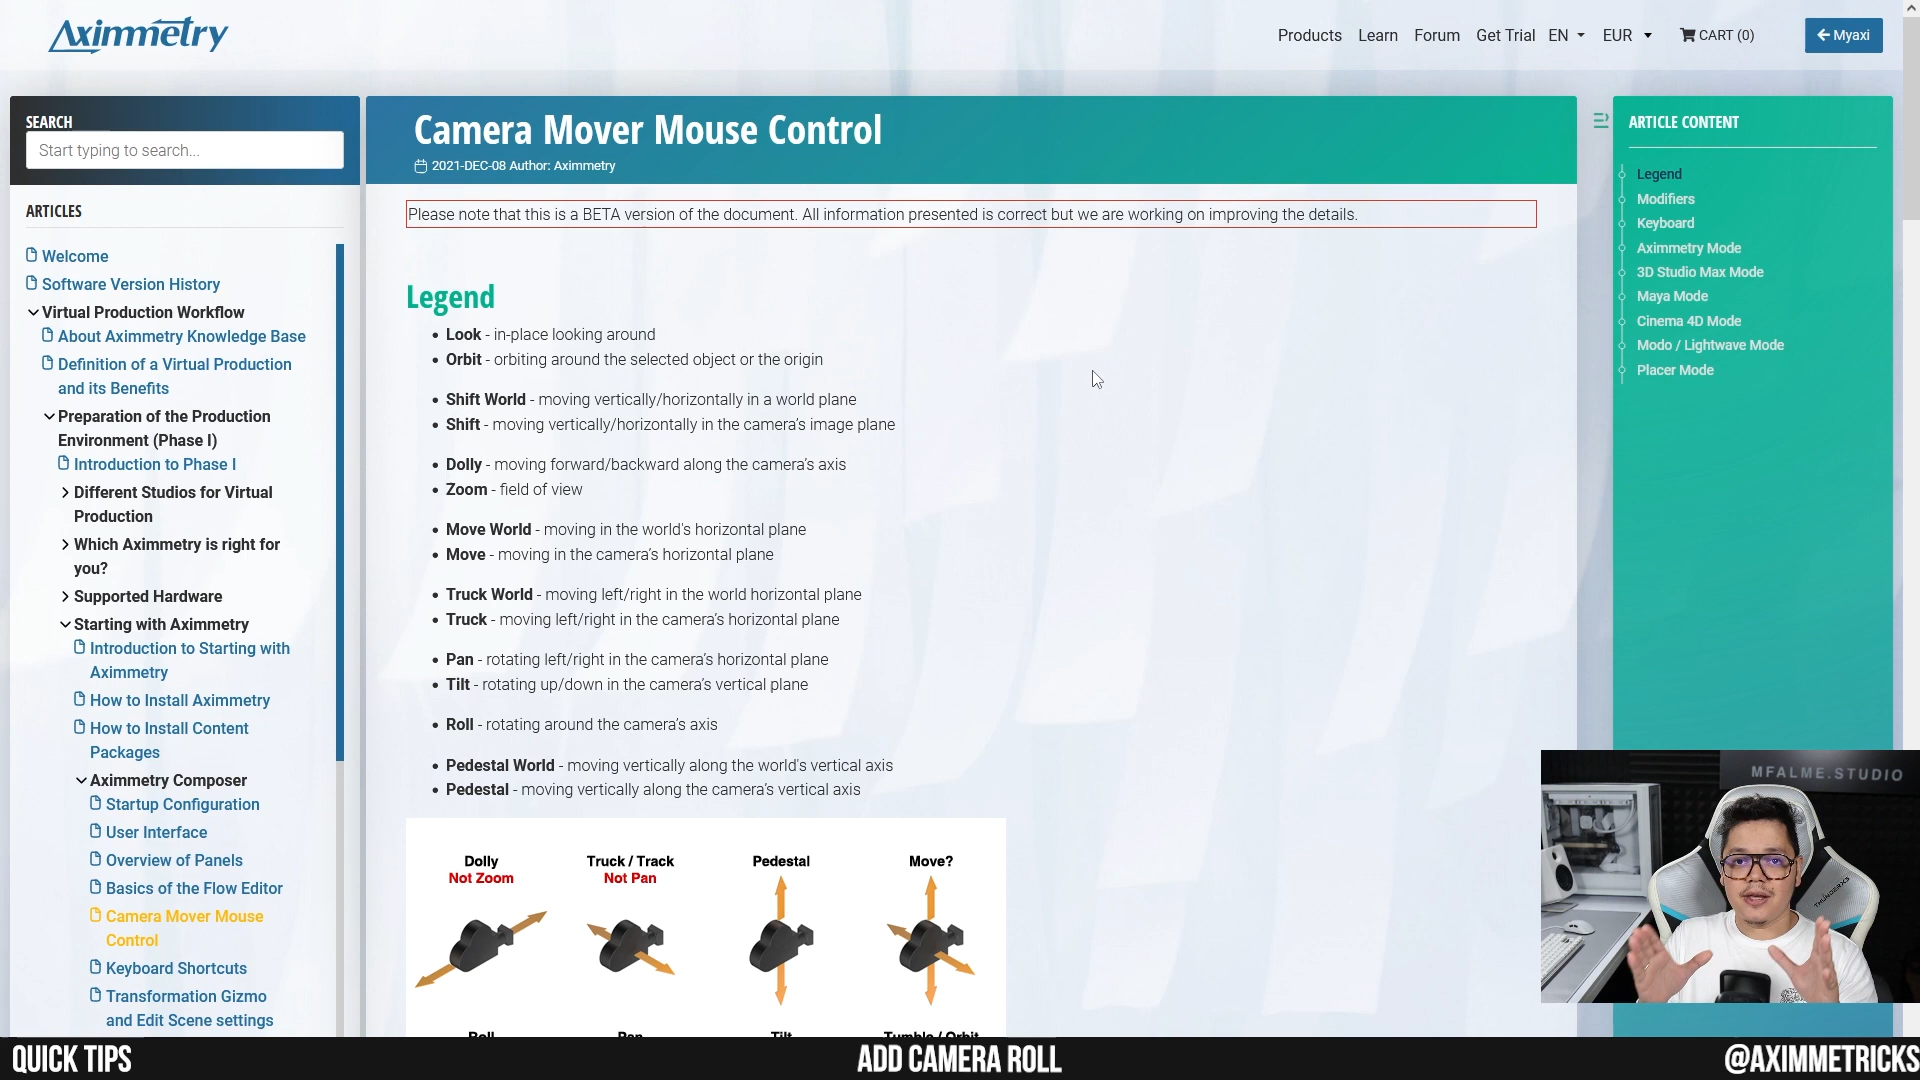 Aximmetry
Products Learn Forum Get Trial EN EUR CART (0) Myaxi
SEARCH
Start typing to search...
ARTICLES
Welcome
Software Version History
Virtual Production Workflow
About Aximmetry Knowledge Base
Definition of a Virtual Production
and its Benefits
Preparation of the Production
Environment (Phase I)
Introduction to Phase I
Different Studios for Virtual
Production
Which Aximmetry is right for
you?
Supported Hardware
Starting with Aximmetry
Introduction to Starting with
Aximmetry
How to Install Aximmetry
How to Install Content
Packages
Aximmetry Composer
Startup Configuration
User Interface
Overview of Panels
Basics of the Flow Editor
Camera Mover Mouse
Control
Keyboard Shortcuts
Transformation Gizmo
and Edit Scene settings
Camera Mover Mouse Control
2021-DEC-08 Author: Aximmetry
Please note that this is a BETA version of the document. All information presented is correct but we are working on improving the details.
Legend
Look - in-place looking around
Orbit - orbiting around the selected object or the origin
Shift World - moving vertically/horizontally in a world plane
Shift - moving vertically/horizontally in the camera's image plane
Dolly - moving forward/backward along the camera's axis
Zoom - field of view
Move World - moving in the world's horizontal plane
Move - moving in the camera's horizontal plane
Truck World - moving left/right in the world horizontal plane
Truck - moving left/right in the camera's horizontal plane
Pan - rotating left/right in the camera's horizontal plane
Tilt - rotating up/down in the camera's vertical plane
Roll - rotating around the camera's axis
Pedestal World - moving vertically along the world's vertical axis
Pedestal - moving vertically along the camera's vertical axis
Dolly Truck / Track Pedestal Move?
Not Zoom Not Pan
Roll Pan Tilt Tumble / Orbit
ARTICLE CONTENT
Legend
Modifiers
Keyboard
Aximmetry Mode
3D Studio Max Mode
Maya Mode
Cinema 4D Mode
Modo / Lightwave Mode
Placer Mode
MFALME.STUDIO
THUNDERX3
QUICK TIPS ADD CAMERA ROLL @AXIMMETRICKS